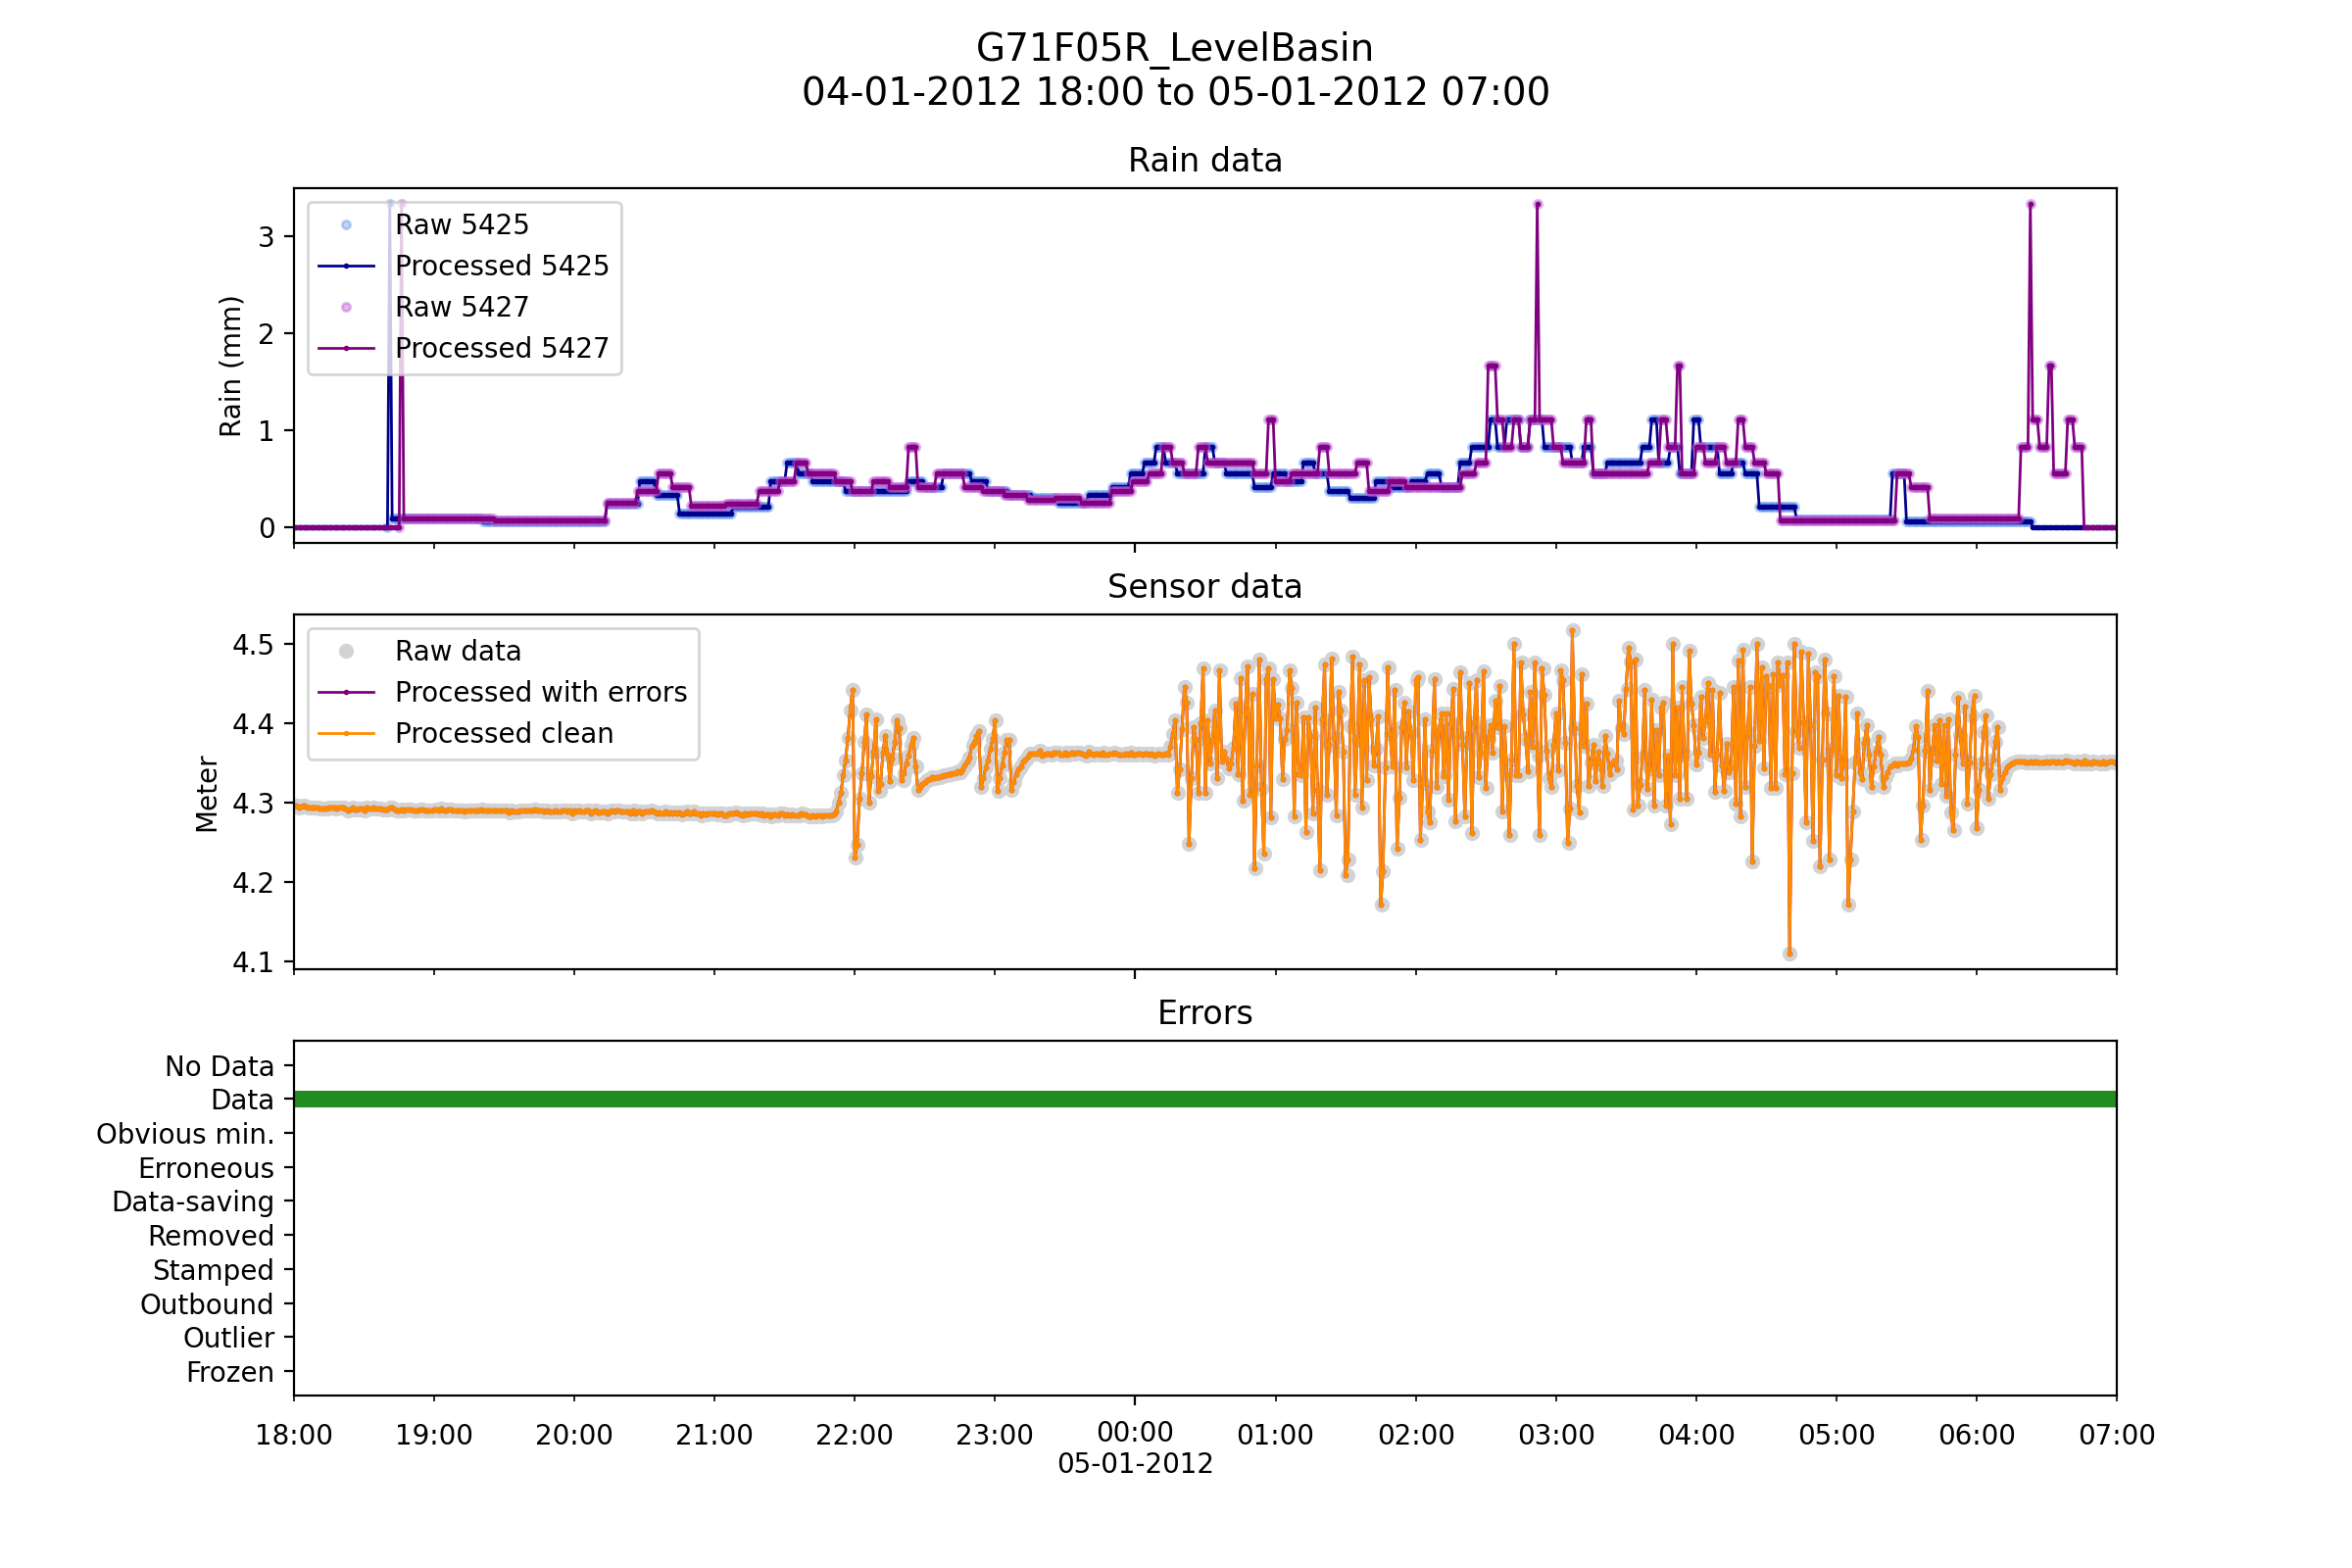 G71F05R_LevelBasin
04-01-2012 18:00 to 05-01-2012 07:00
Rain data
Rain (mm)
3
2
1
0
Raw 5425
Processed 5425
Raw 5427
Processed 5427
Sensor data
Meter
4.5
4.4
4.3
4.2
4.1
Raw data
Processed with errors
Processed clean
Errors
No Data
Data
Obvious min.
Erroneous
Data-saving
Removed
Stamped
Outbound
Outlier
Frozen
18:00 19:00 20:00 21:00 22:00 23:00 00:00 01:00 02:00 03:00 04:00 05:00 06:00 07:00
05-01-2012